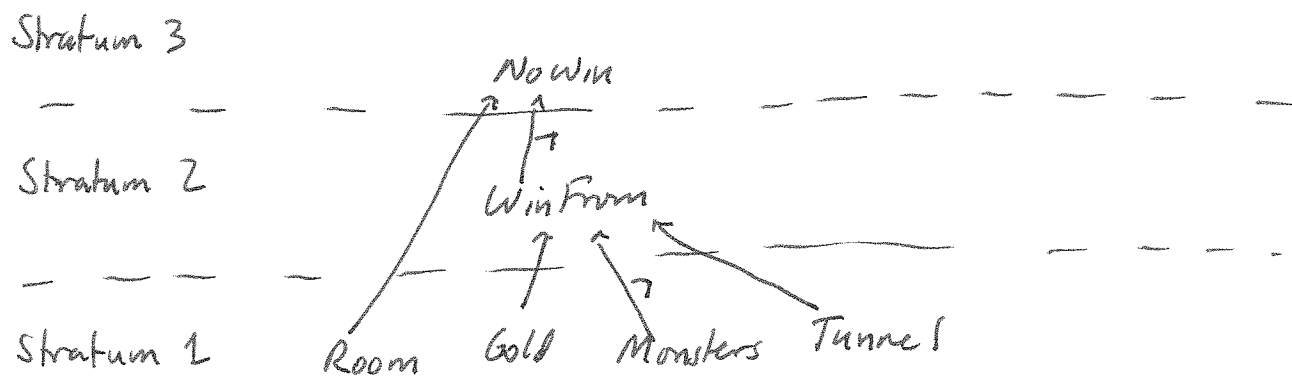 Stratum 3
NoWin
¬
Stratum 2
WinFrom
¬
Stratum 1 Room Gold Monsters Tunnel